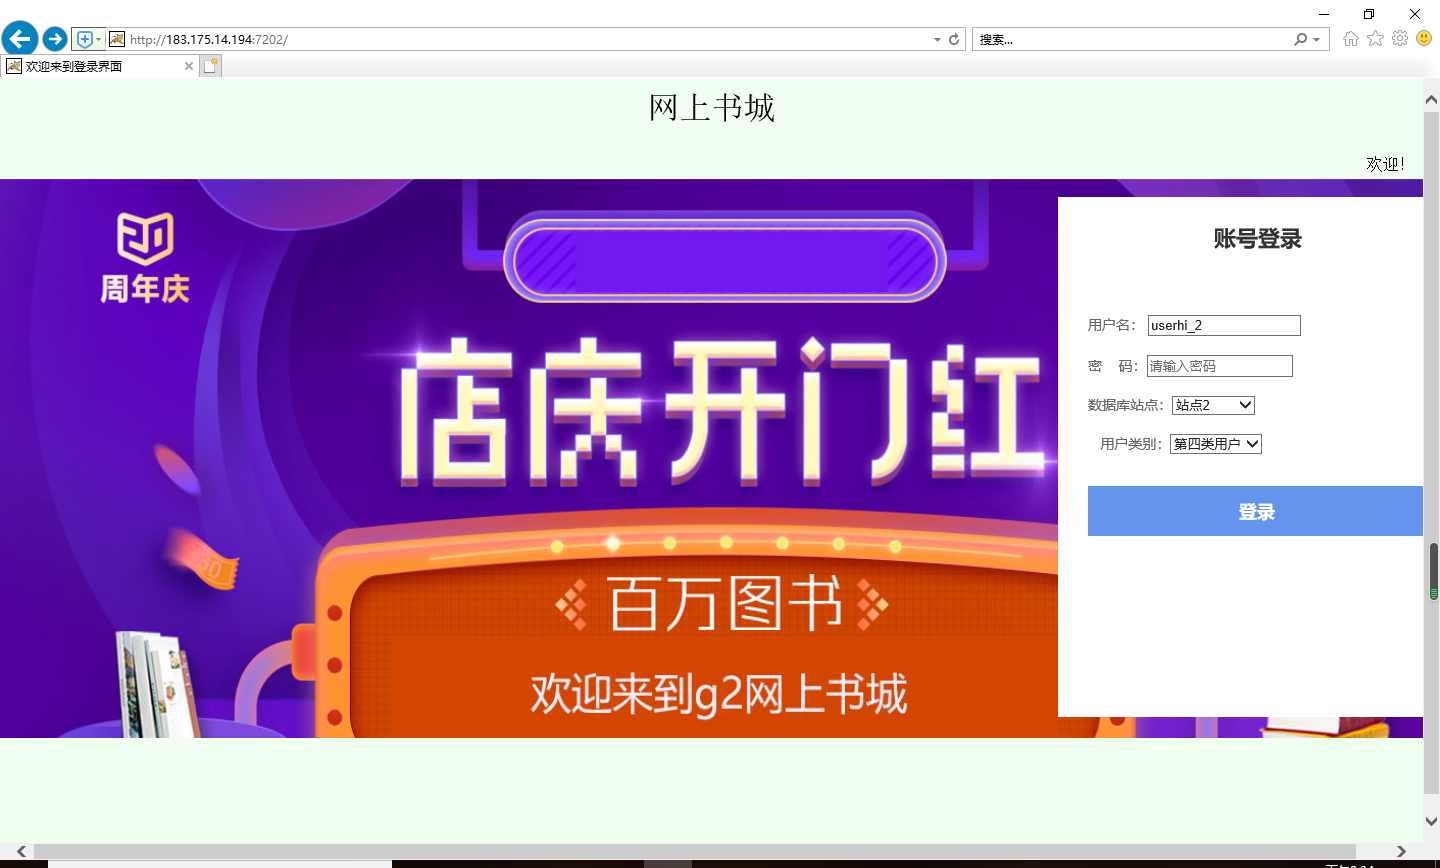 http://183.175.14.194:7202/
搜索...
欢迎来到登录界面
网上书城
欢迎!
20
周年庆
账号登录
店庆开门红
用户名： userhi_2
密 码： 请输入密码
数据库站点： 站点2
用户类别： 第四类用户
登录
百万图书
欢迎来到g2网上书城